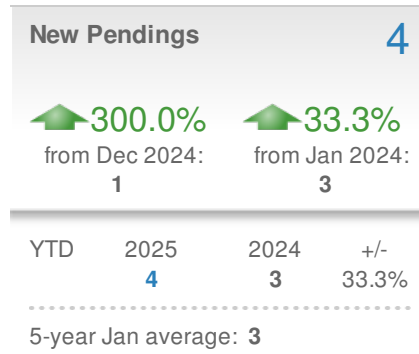 New Pendings 4
300.0% 33.3%
from Dec 2024: from Jan 2024:
1 3
YTD 2025 2024 +/-
4 3 33.3%
5-year Jan average: 3